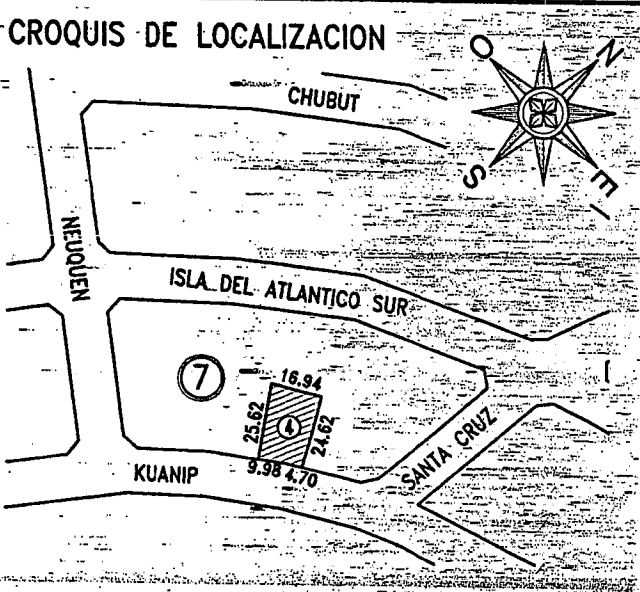 CROQUIS DE LOCALIZACION
O
N
S
E
CHUBUT
NEUQUEN
ISLA DEL ATLANTICO SUR
7
16.94
25.62
4
24.62
9.98 4.70
KUANIP
SANTA CRUZ